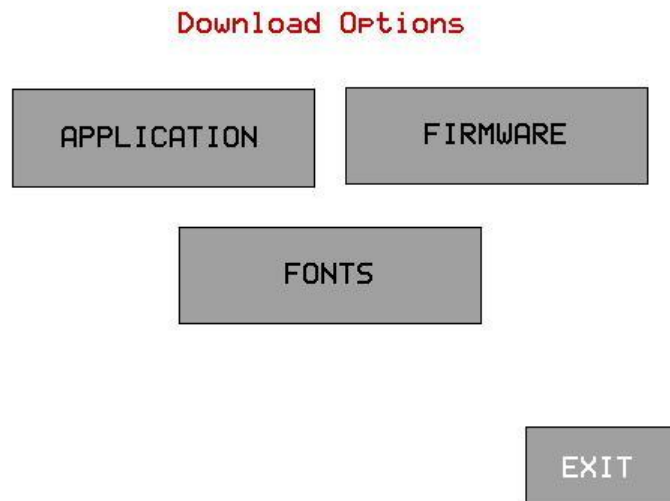 Download Options
APPLICATION
FIRMWARE
FONTS
EXIT